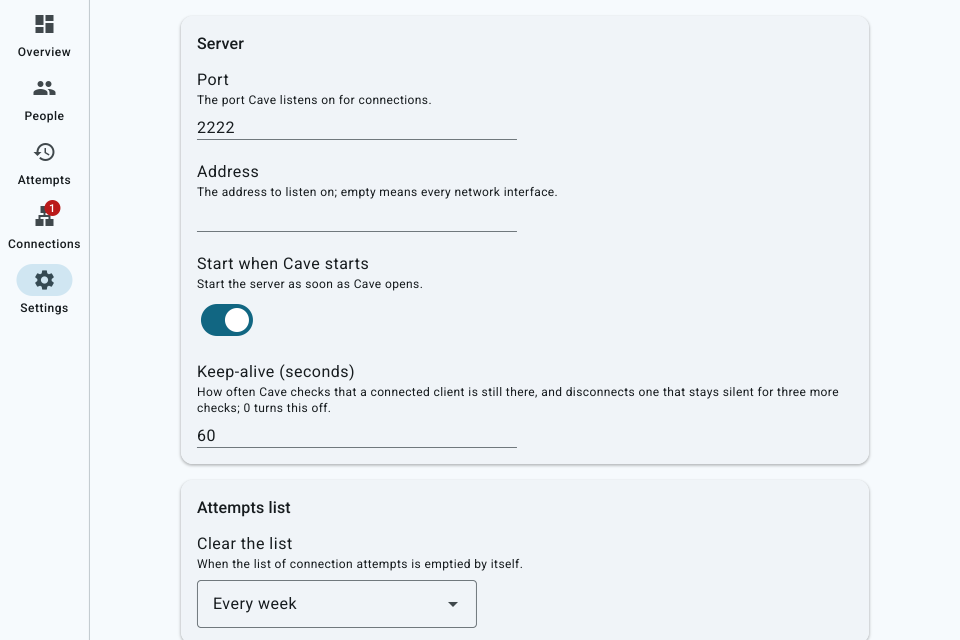 Overview
People
Attempts
1
Connections
Settings
Server
Port
The port Cave listens on for connections.
2222
Address
The address to listen on; empty means every network interface.
Start when Cave starts
Start the server as soon as Cave opens.
Keep-alive (seconds)
How often Cave checks that a connected client is still there, and disconnects one that stays silent for three more
checks; 0 turns this off.
60
Attempts list
Clear the list
When the list of connection attempts is emptied by itself.
Every week